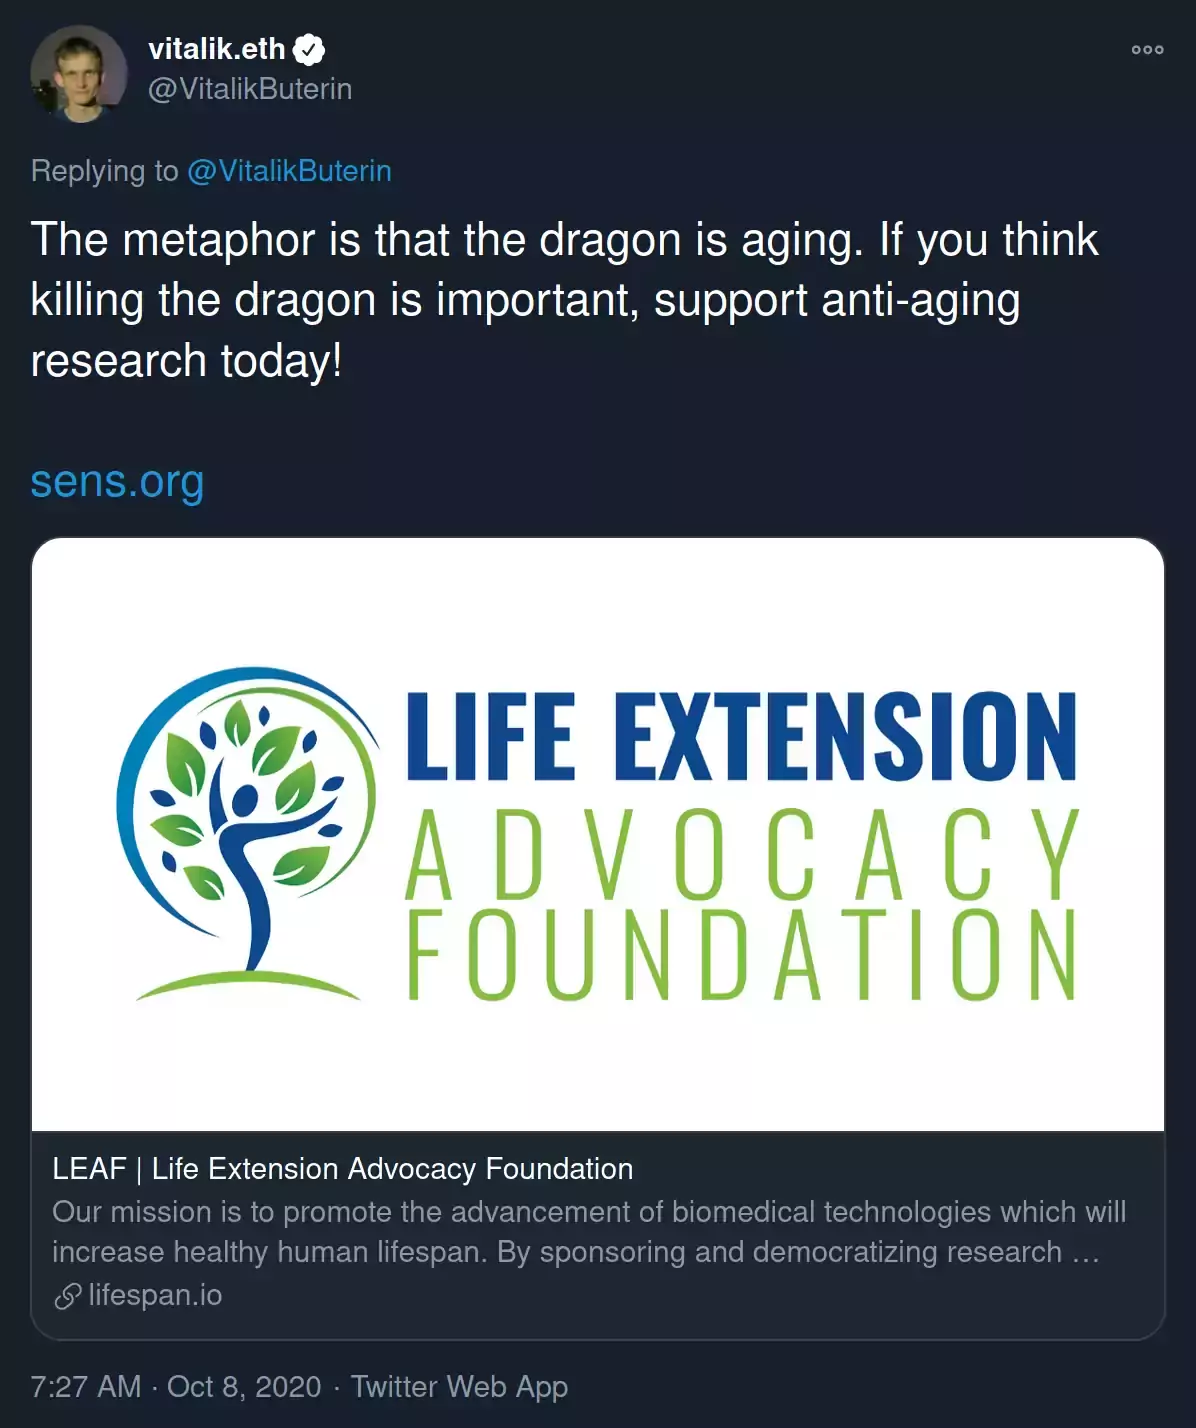 vitalik.eth
@VitalikButerin
Replying to @VitalikButerin
The metaphor is that the dragon is aging. If you think
killing the dragon is important, support anti-aging
research today!
sens.org
LIFE EXTENSION
ADVOCACY
FOUNDATION
LEAF | Life Extension Advocacy Foundation
Our mission is to promote the advancement of biomedical technologies which will
increase healthy human lifespan. By sponsoring and democratizing research …
lifespan.io
7:27 AM · Oct 8, 2020 · Twitter Web App